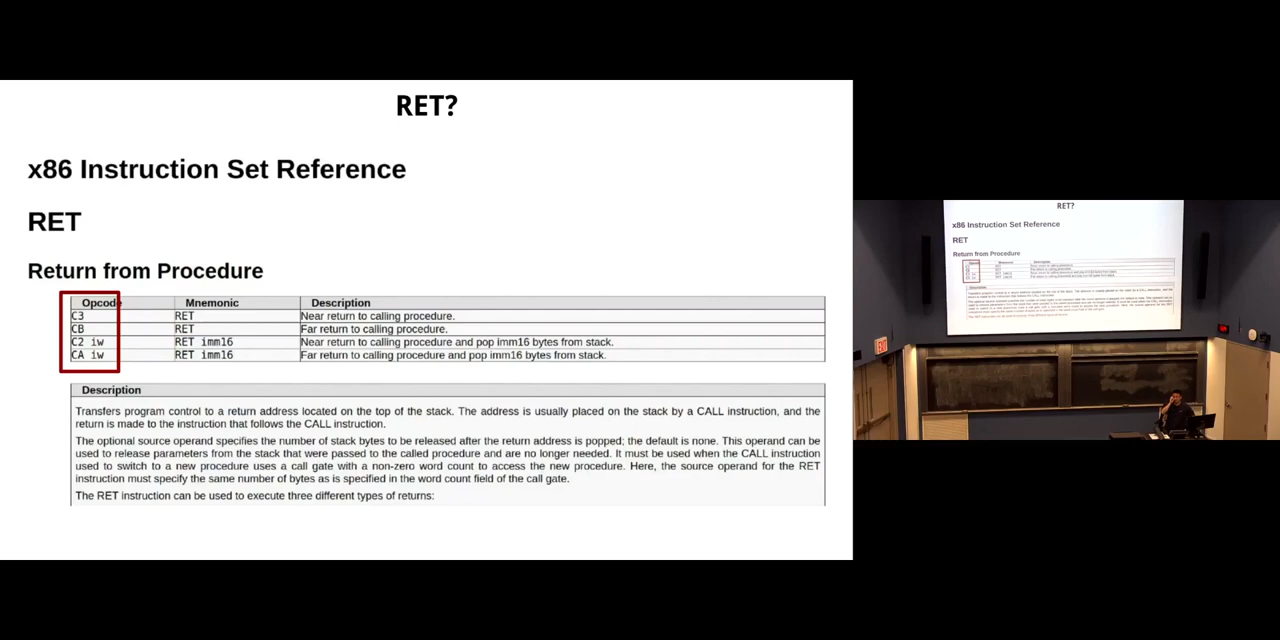 RET?
x86 Instruction Set Reference
RET
Return from Procedure
Opcode Mnemonic Description
C3 RET Near return to calling procedure.
CB RET Far return to calling procedure.
C2 iw RET imm16 Near return to calling procedure and pop imm16 bytes from stack.
CA iw RET imm16 Far return to calling procedure and pop imm16 bytes from stack.
Description
Transfers program control to a return address located on the top of the stack. The address is usually placed on the stack by a CALL instruction, and the
return is made to the instruction that follows the CALL instruction.
The optional source operand specifies the number of stack bytes to be released after the return address is popped; the default is none. This operand can be
used to release parameters from the stack that were passed to the called procedure and are no longer needed. It must be used when the CALL instruction
used to switch to a new procedure uses a call gate with a non-zero word count to access the new procedure. Here, the source operand for the RET
instruction must specify the same number of bytes as is specified in the word count field of the call gate.
The RET instruction can be used to execute three different types of returns:
RET?
x86 Instruction Set Reference
RET
Return from Procedure
EXIT